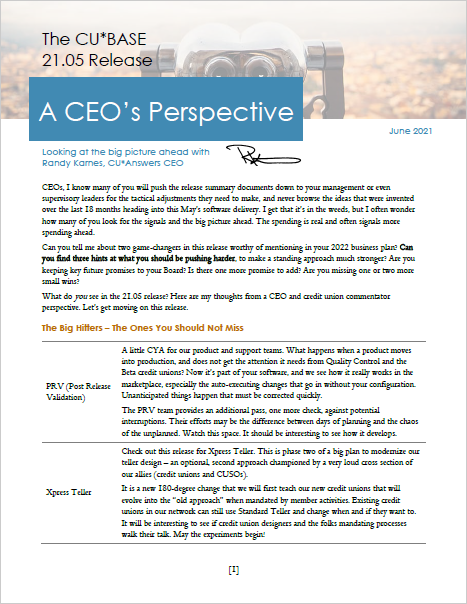 The CU*BASE
21.05 Release
A CEO's Perspective
June 2021
Looking at the big picture ahead with
Randy Karnes, CU*Answers CEO
CEOs, I know many of you will push the release summary documents down to your management or even
supervisory leaders for the tactical adjustments they need to make, and never browse the ideas that were invented
over the last 18 months heading into this May's software delivery. I get that it's in the weeds, but I often wonder
how many of you look for the signals and the big picture ahead. The spending is real and often signals more
spending ahead.
Can you tell me about two game-changers in this release worthy of mentioning in your 2022 business plan? Can
you find three hints at what you should be pushing harder, to make a standing approach much stronger? Are you
keeping key future promises to your Board? Is there one more promise to add? Are you missing one or two more
small wins?
What do you see in the 21.05 release? Here are my thoughts from a CEO and credit union commentator
perspective. Let's get moving on this release.
The Big Hitters – The Ones You Should Not Miss
PRV (Post Release
Validation)
A little CYA for our product and support teams. What happens when a product moves
into production, and does not get the attention it needs from Quality Control and the
Beta credit unions? Now it's part of your software, and we see how it really works in the
marketplace, especially the auto-executing changes that go in without your configuration.
Unanticipated things happen that must be corrected quickly.
The PRV team provides an additional pass, one more check, against potential
interruptions. Their efforts may be the difference between days of planning and the chaos
of the unplanned. Watch this space. It should be interesting to see how it develops.
Xpress Teller
Check out this release for Xpress Teller. This is phase two of a big plan to modernize our
teller design – an optional, second approach championed by a very loud cross section of
our allies (credit unions and CUSOs).
It is a new 180-degree change that we will first teach our new credit unions that will
evolve into the "old approach" when mandated by member activities. Existing credit
unions in our network can still use Standard Teller and change when and if they want to.
It will be interesting to see if credit union designers and the folks mandating processes
walk their talk. May the experiments begin!
[1]